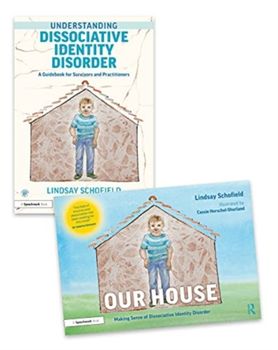 UNDERSTANDING
DISSOCIATIVE
IDENTITY
DISORDER
A Guidebook for Survivors and Practitioners
LINDSAY SCHOFIELD
Lindsay Schofield
Illustrated by
Cassie Herschel-Shorland
OUR HOUSE
Making Sense of Dissociative Identity Disorder